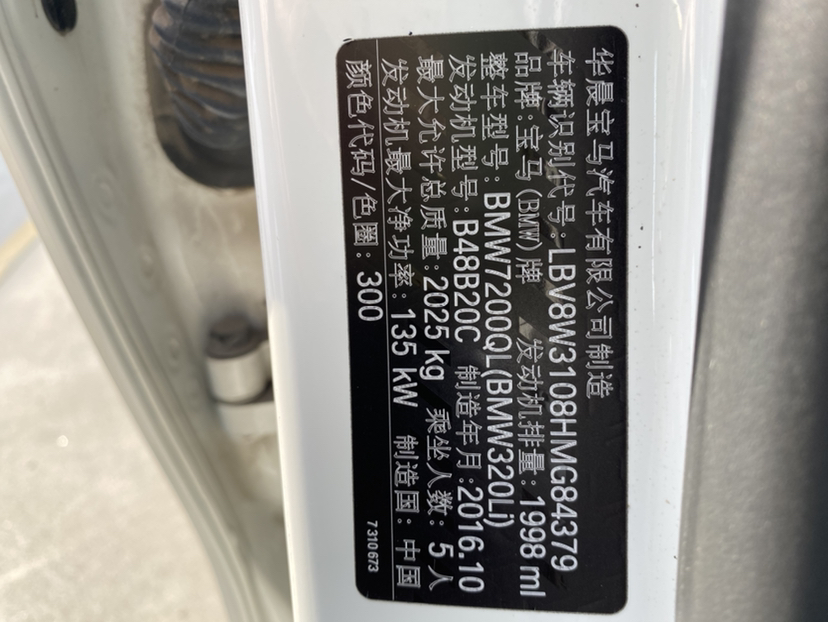 华晨宝马汽车有限公司制造
车辆识别代号:LBV8W3108HMG84379
品牌:宝马(BMW)牌 发动机排量:1998 ml
整车型号:BMW7200QL(BMW320Li)
发动机型号:B48B20C 制造年月:2016.10
最大允许总质量:2025 kg 乘坐人数:5 人
发动机最大净功率:135 kW 制造国:中国
颜色代码/色圈:300
7 310 673